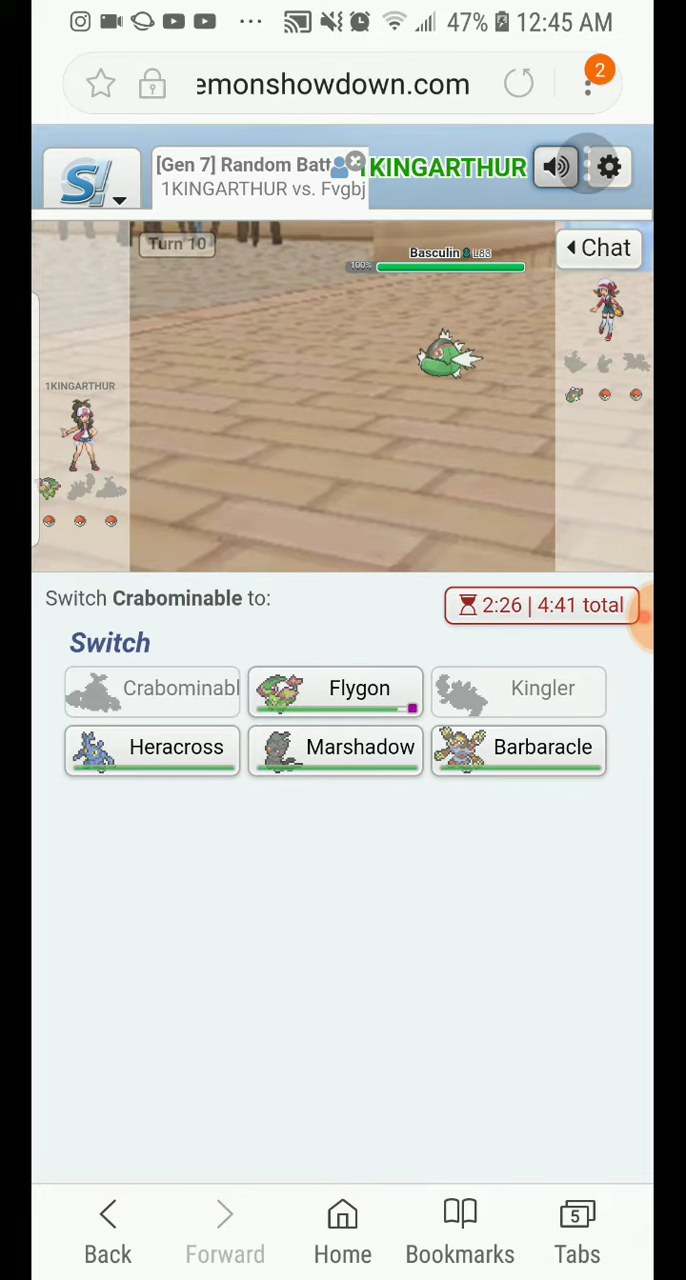 47% 12:45 AM
emonshowdown.com
2
[Gen 7] Random Batt
1KINGARTHUR vs. Fvgbj
KINGARTHUR
Turn 10
Basculin
100%
Chat
1KINGARTHUR
Switch Crabominable to:
2:26 | 4:41 total
Switch
Crabominabl
Flygon
Kingler
Heracross
Marshadow
Barbaracle
5
Back
Forward
Home
Bookmarks
Tabs